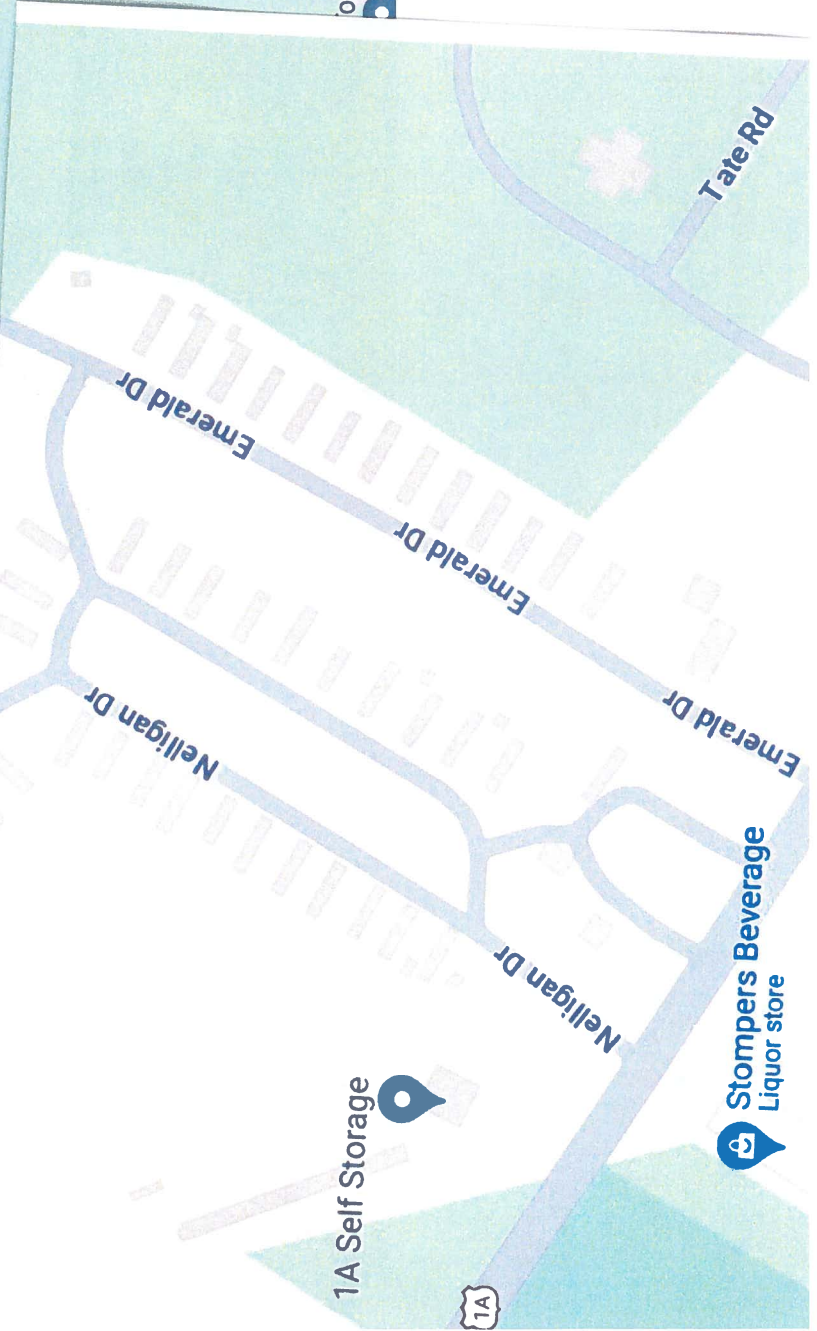 Tate Rd
Emerald Dr
Emerald Dr
Emerald Dr
Nelligan Dr
Nelligan Dr
1A Self Storage
Stompers Beverage
Liquor store
1A